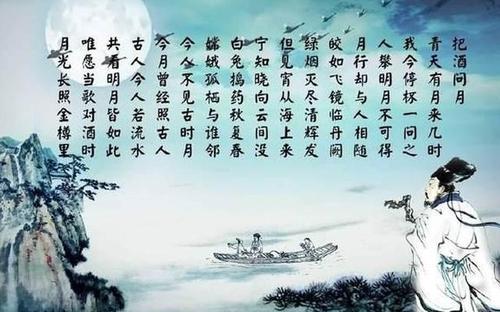 把酒问月
青天有月来几时
我今停杯一问之
人攀明月不可得
月行却与人相随
皎如飞镜临丹阙
绿烟灭尽清辉发
但见宵从海上来
宁知晓向云间没
白兔捣药秋复春
嫦娥孤栖与谁邻
今人不见古时月
今月曾经照古人
古人今人若流水
共看明月皆如此
唯愿当歌对酒时
月光长照金樽里